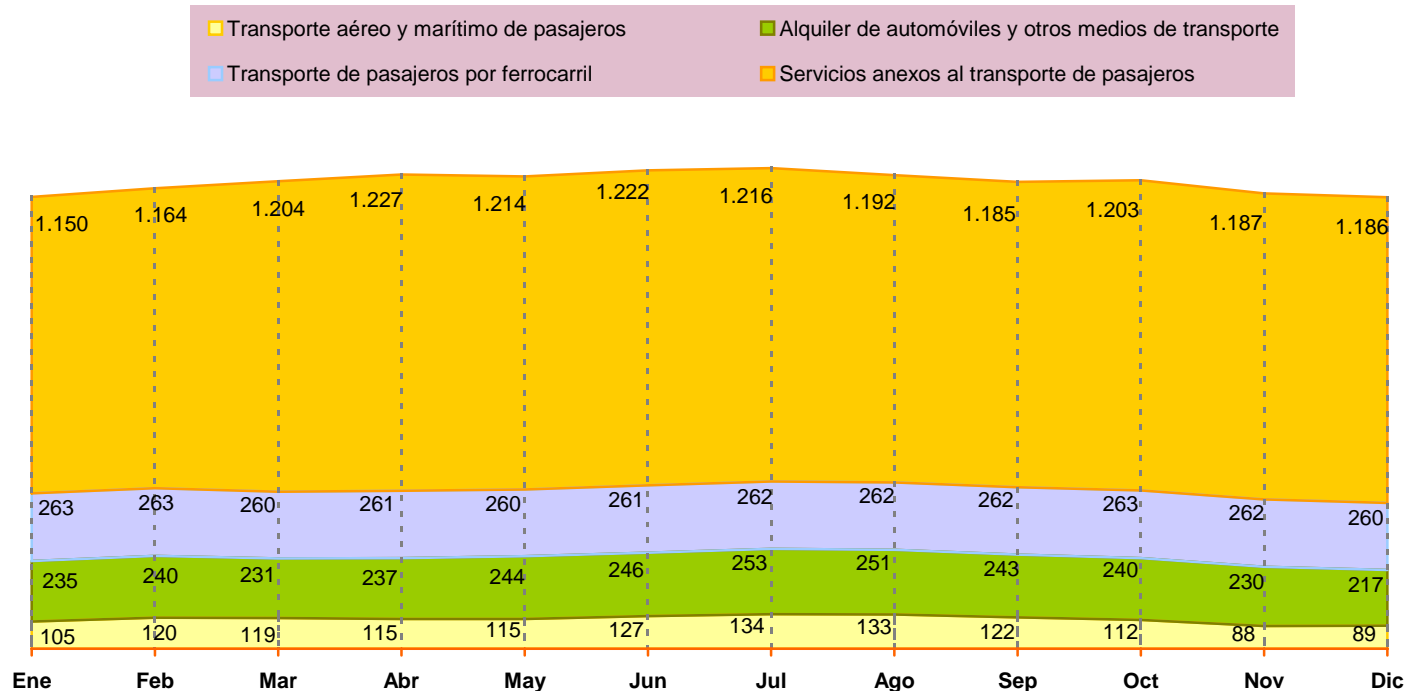 Transporte aéreo y marítimo de pasajeros
Alquiler de automóviles y otros medios de transporte
Transporte de pasajeros por ferrocarril
Servicios anexos al transporte de pasajeros
1.150 1.164 1.204 1.227 1.214 1.222 1.216 1.192 1.185 1.203 1.187 1.186
263 263 260 261 260 261 262 262 262 263 262 260
235 240 231 237 244 246 253 251 243 240 230 217
105 120 119 115 115 127 134 133 122 112 88 89
Ene Feb Mar Abr May Jun Jul Ago Sep Oct Nov Dic